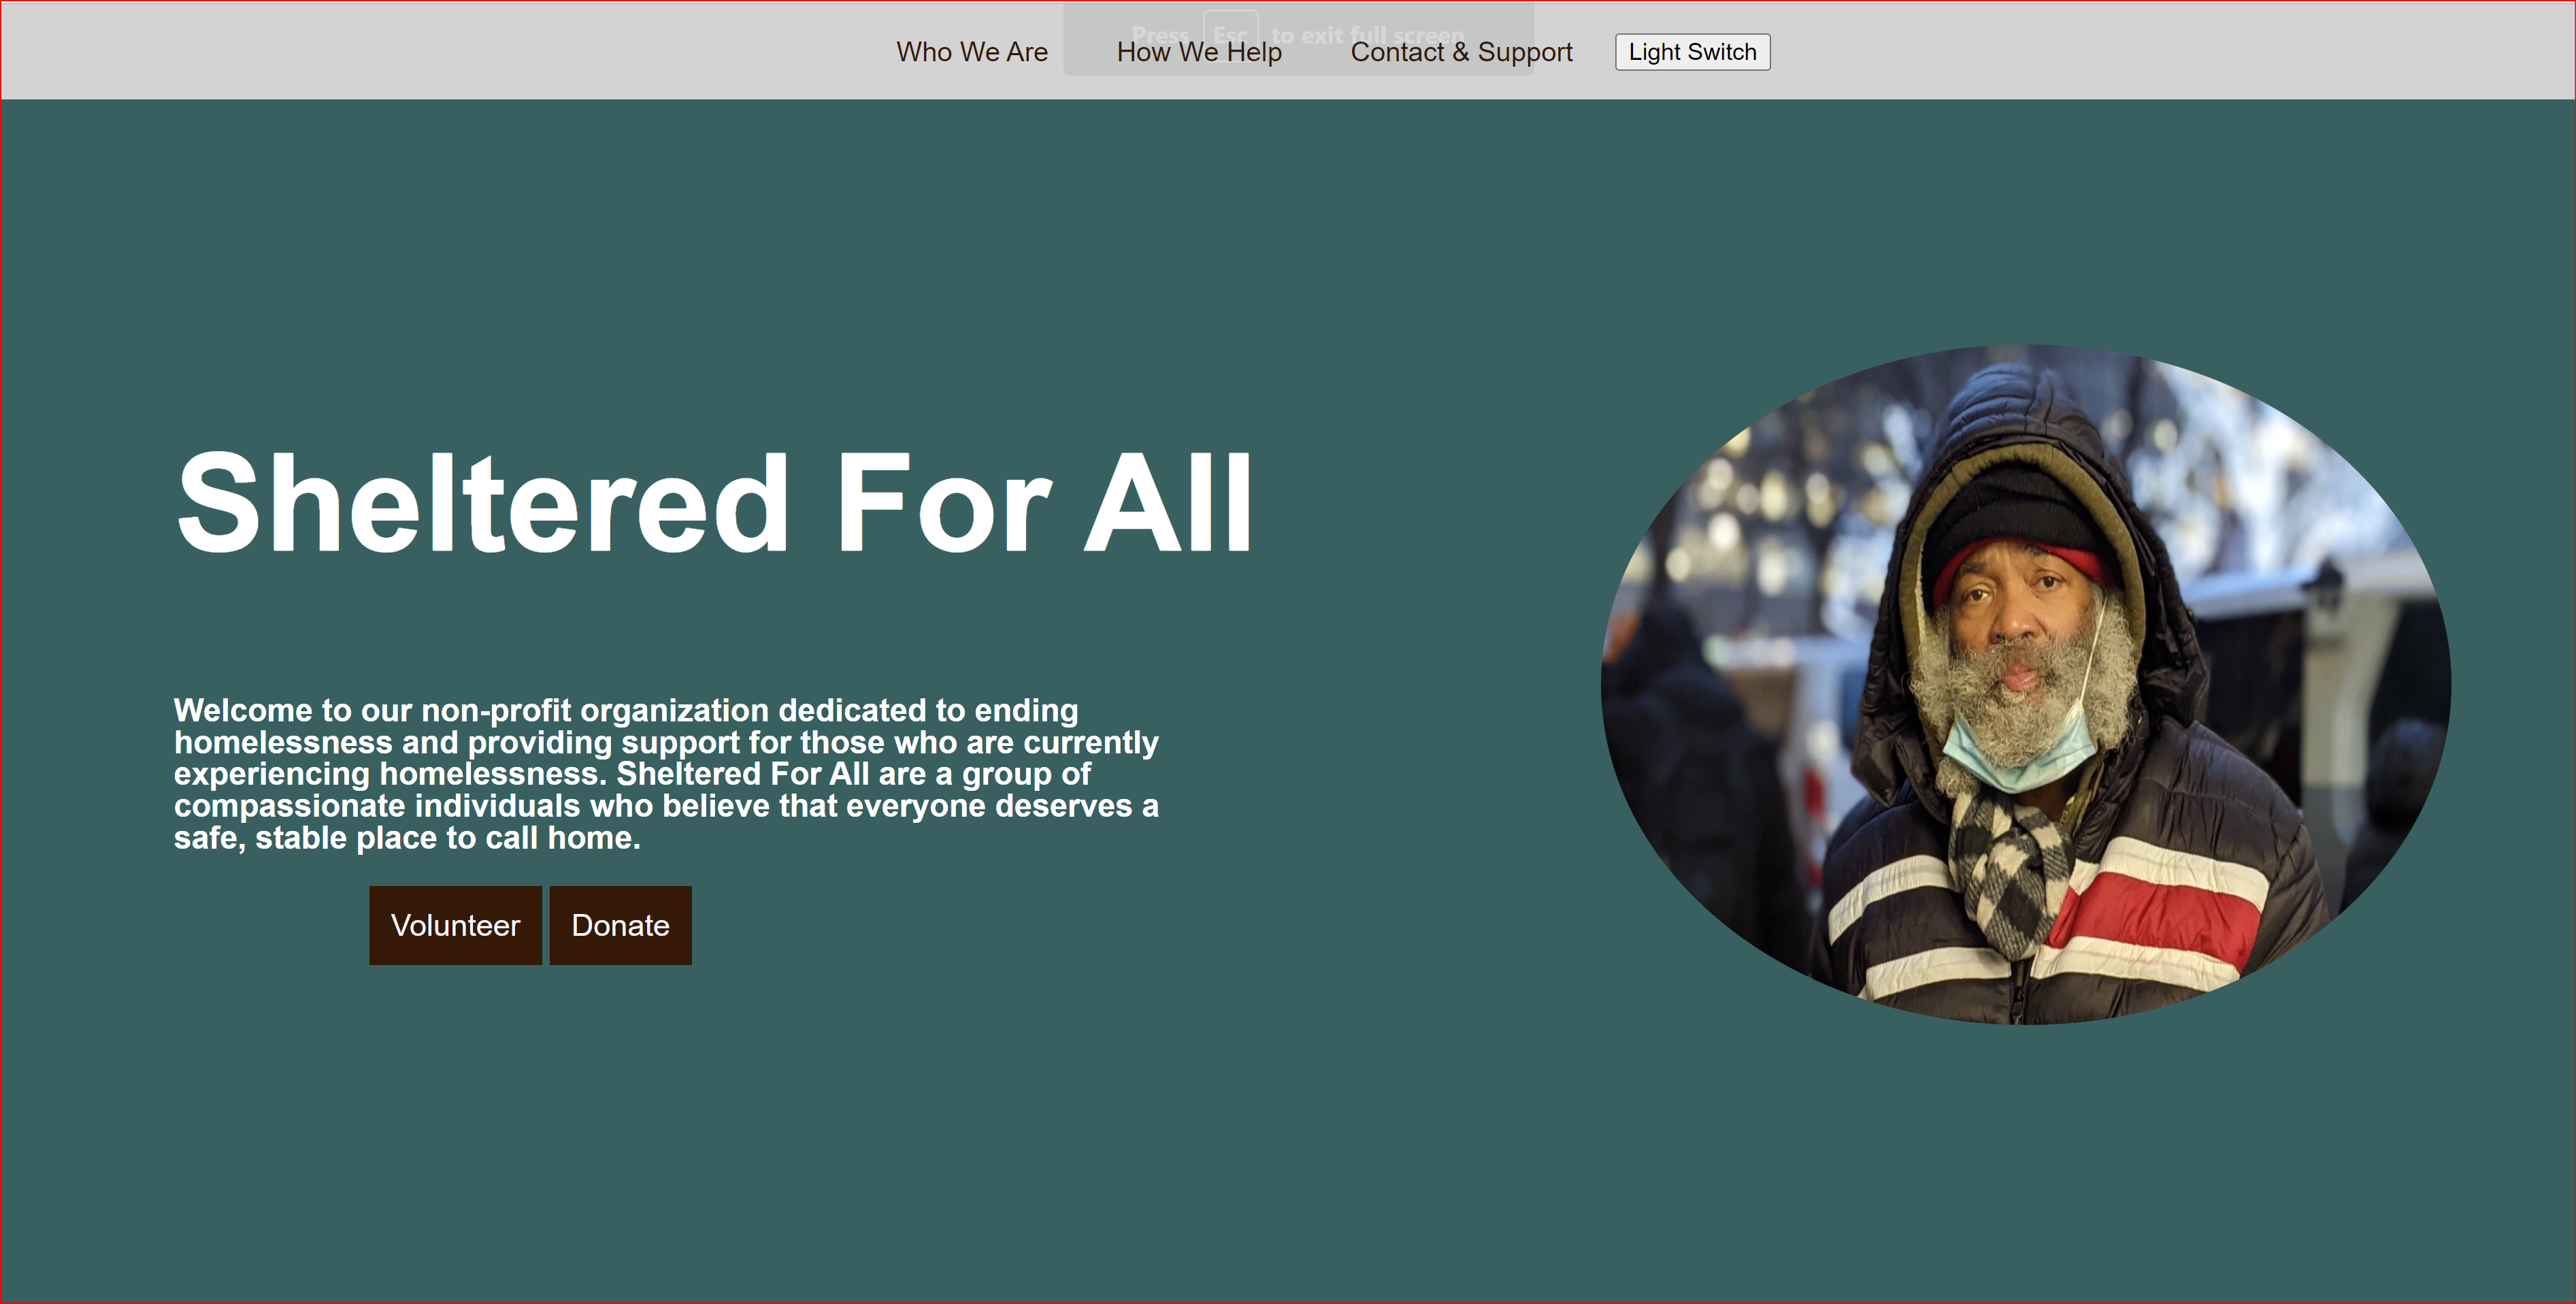 Press Esc to exit full screen
Who We Are How We Help Contact & Support Light Switch
Sheltered For All
Welcome to our non-profit organization dedicated to ending
homelessness and providing support for those who are currently
experiencing homelessness. Sheltered For All are a group of
compassionate individuals who believe that everyone deserves a
safe, stable place to call home.
Volunteer Donate